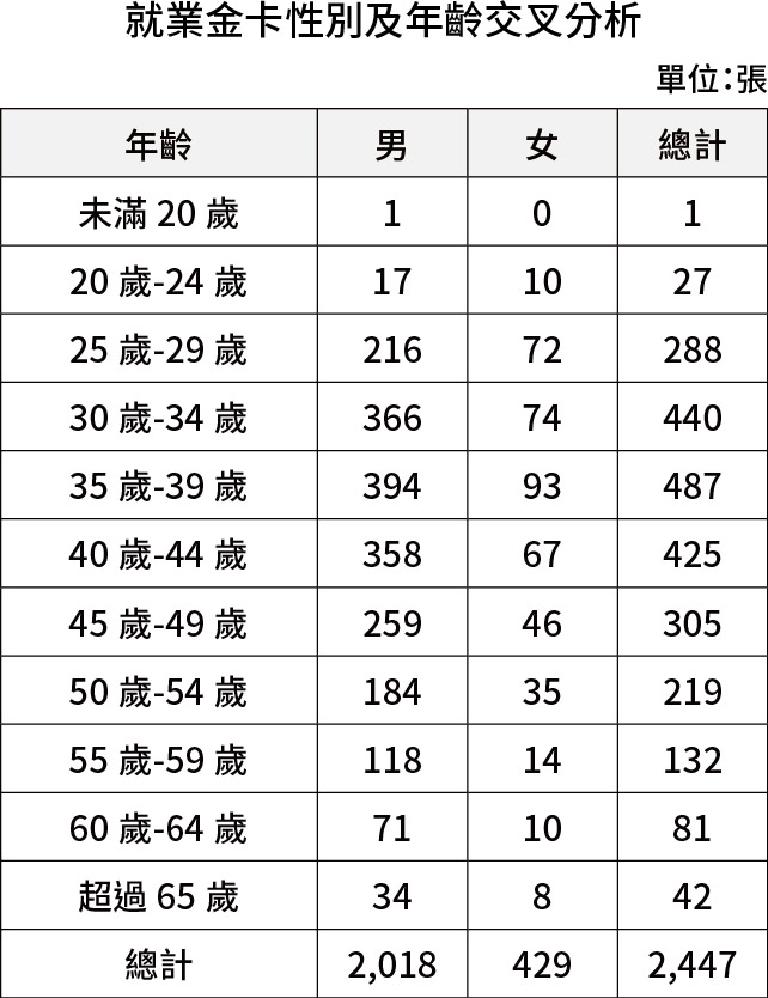 就業金卡性別及年齡交叉分析
單位：張
年齡 男 女 總計
未滿 20 歲 1 0 1
20 歲-24 歲 17 10 27
25 歲-29 歲 216 72 288
30 歲-34 歲 366 74 440
35 歲-39 歲 394 93 487
40 歲-44 歲 358 67 425
45 歲-49 歲 259 46 305
50 歲-54 歲 184 35 219
55 歲-59 歲 118 14 132
60 歲-64 歲 71 10 81
超過 65 歲 34 8 42
總計 2,018 429 2,447